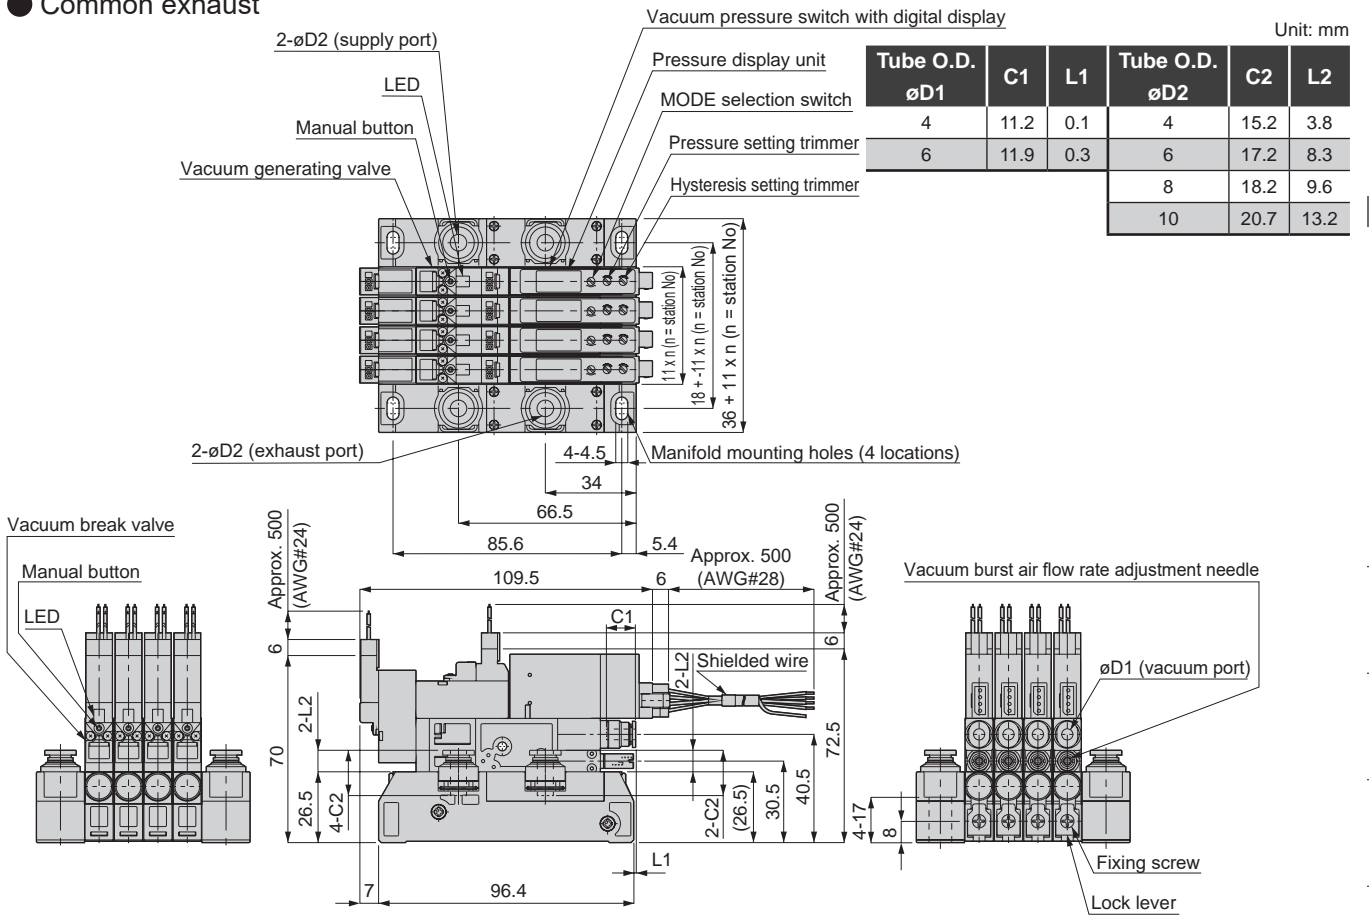 ● Common exhaust
Unit: mm
Tube O.D. øD1 C1 L1 Tube O.D. øD2 C2 L2
4 11.2 0.1 4 15.2 3.8
6 11.9 0.3 6 17.2 8.3
8 18.2 9.6
10 20.7 13.2
Vacuum pressure switch with digital display
2-øD2 (supply port)
Pressure display unit
LED
MODE selection switch
Manual button
Pressure setting trimmer
Vacuum generating valve
Hysteresis setting trimmer
11 x n (n = station No)
18 + -11 x n (n = station No)
36 + 11 x n (n = station No)
2-øD2 (exhaust port)
4-4.5
Manifold mounting holes (4 locations)
34
66.5
85.6
5.4
Vacuum break valve
Manual button
LED
Approx. 500
(AWG#24)
109.5
6
Approx. 500
(AWG#28)
Approx. 500
(AWG#24)
C1
6
6
2-L2
Shielded wire
2-L2
70
26.5
4-C2
2-C2
(26.5)
30.5
40.5
72.5
L1
7
96.4
Vacuum burst air flow rate adjustment needle
øD1 (vacuum port)
4-17
8
Fixing screw
Lock lever